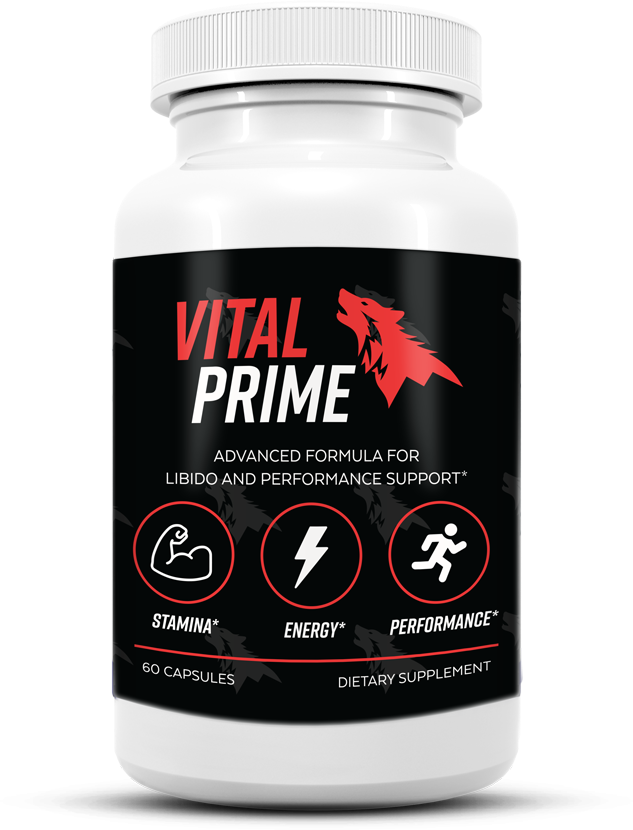 VITAL
PRIME
ADVANCED FORMULA FOR
LIBIDO AND PERFORMANCE SUPPORT*
STAMINA* ENERGY* PERFORMANCE*
60 CAPSULES DIETARY SUPPLEMENT